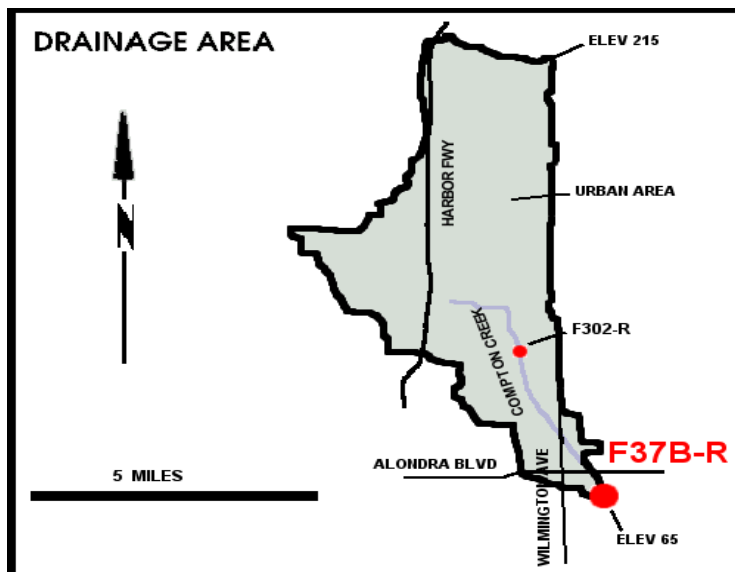 DRAINAGE AREA
ELEV 215
HARBOR FWY
URBAN AREA
N
F302-R
COMPTON CREEK
F37B-R
ALONDRA BLVD
5 MILES
WILMINGTON AVE
ELEV 65